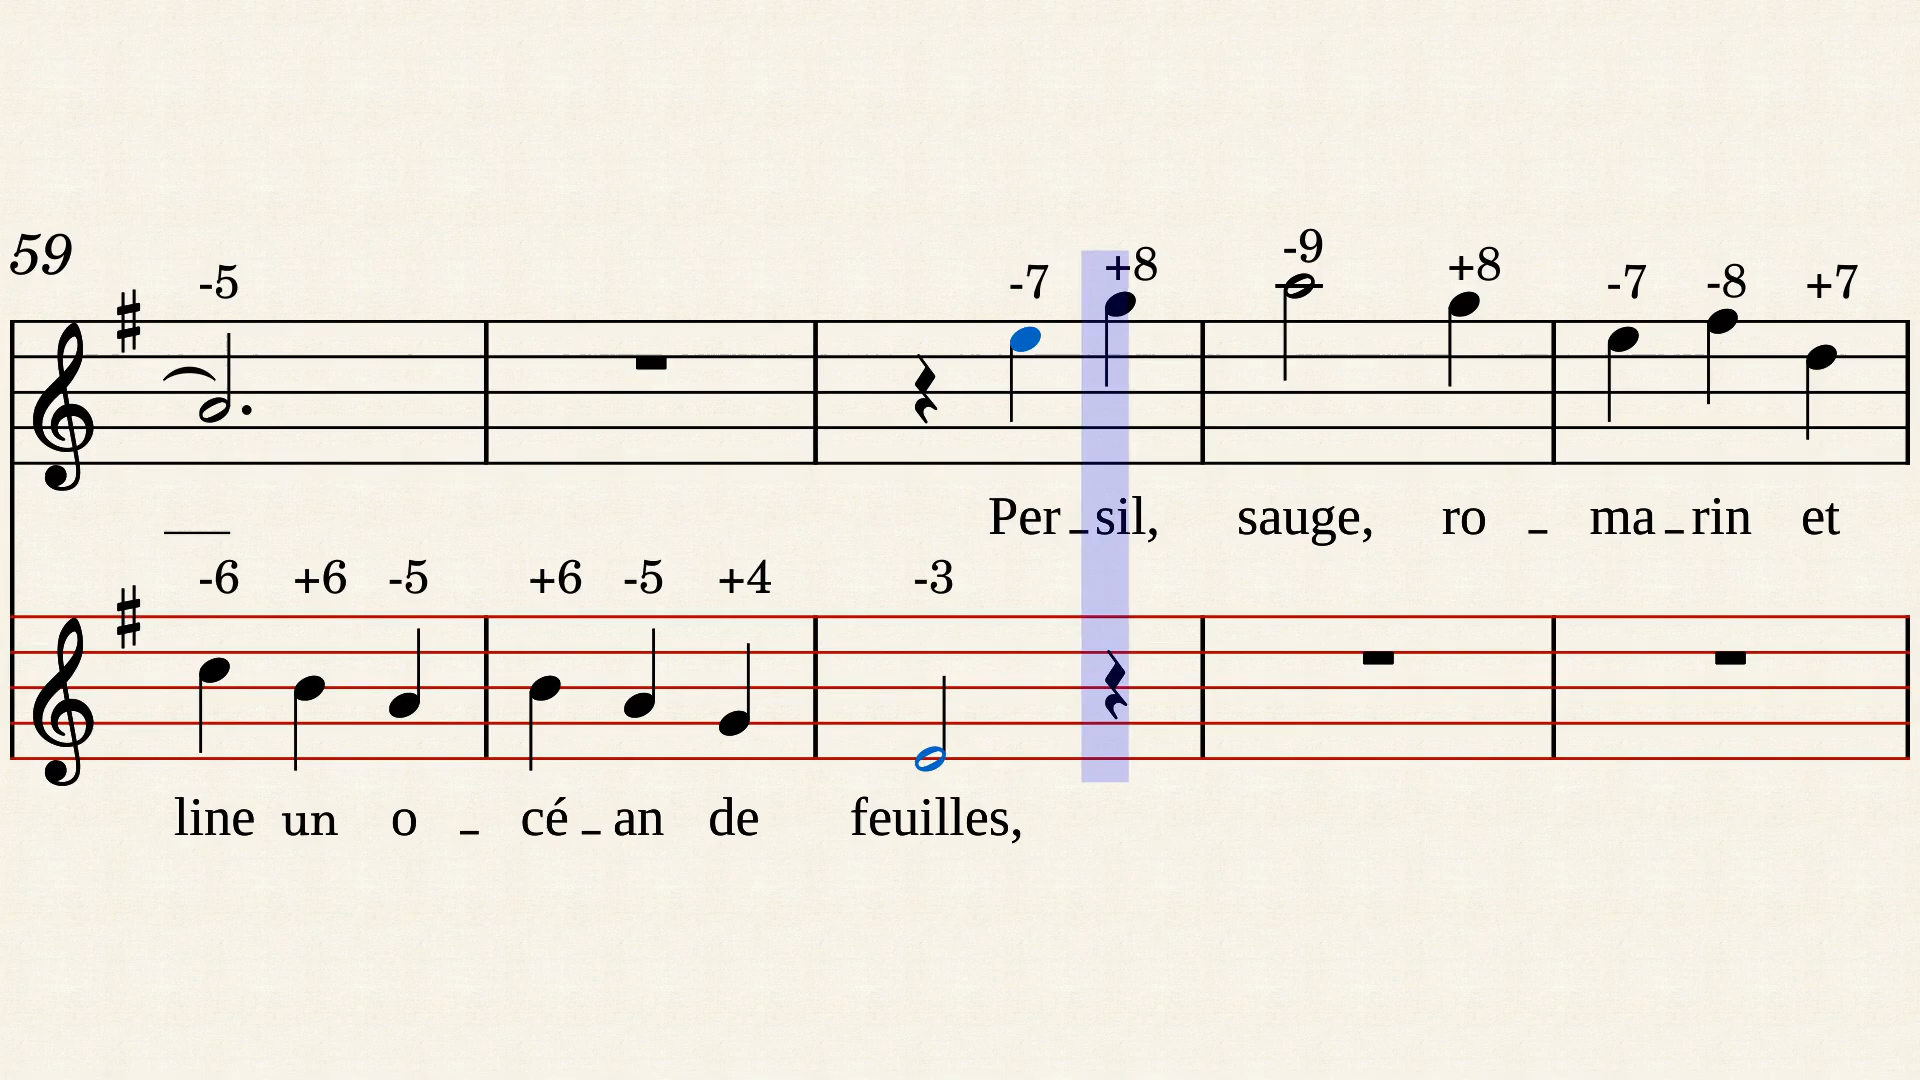 59 -5 -7 +8 -9 +8 -7 -8 +7
Per - sil, sauge, ro - ma - rin et
-6 +6 -5 +6 -5 +4 -3
line un o - cé - an de feuilles,